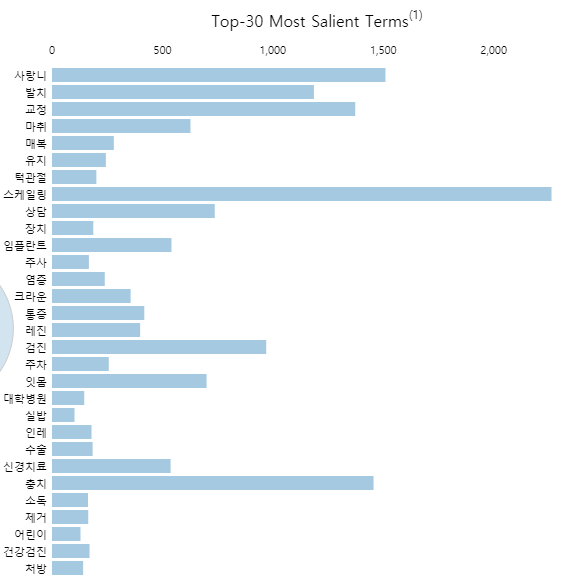 Top-30 Most Salient Terms(1)
0 500 1,000 1,500 2,000
사랑니
발치
교정
마취
매복
유지
턱관절
스케일링
상담
장치
임플란트
주사
염증
크라운
통증
레진
검진
주차
잇몸
대학병원
실밥
인레
수술
신경치료
충치
소독
제거
어린이
건강검진
처방